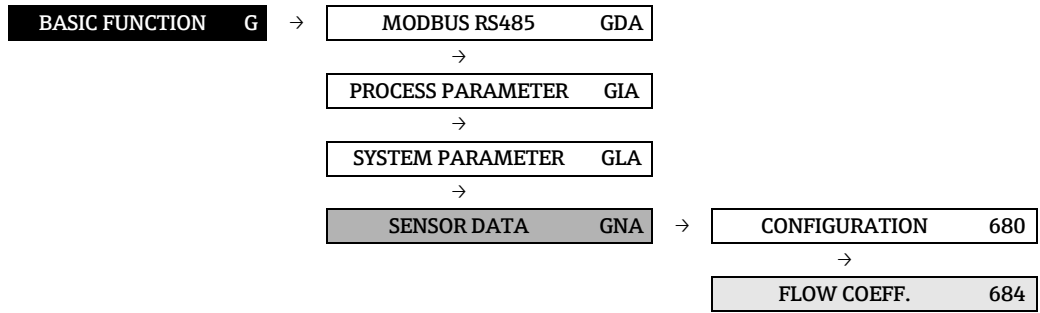 BASIC FUNCTION G → MODBUS RS485 GDA
→
PROCESS PARAMETER GIA
→
SYSTEM PARAMETER GLA
→
SENSOR DATA GNA → CONFIGURATION 680
→
FLOW COEFF. 684